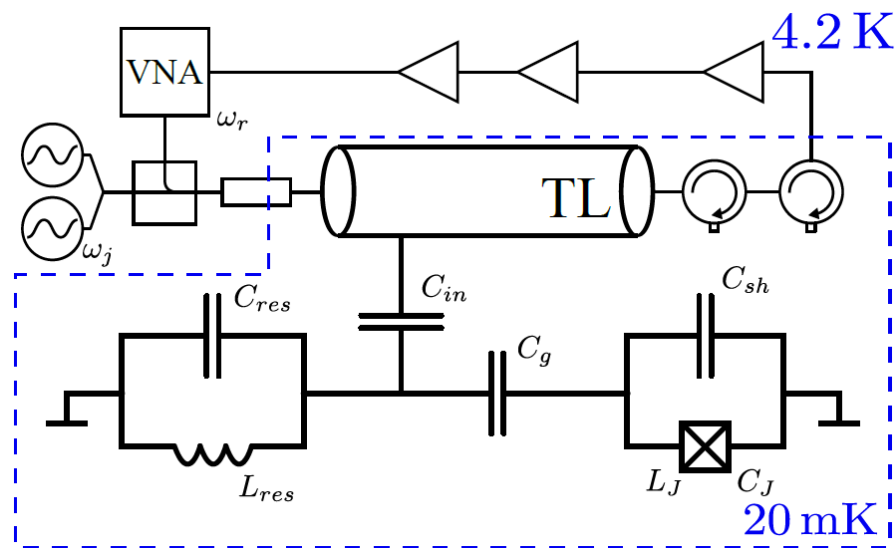 4.2 K
VNA
ω_r
TL
ω_j
C_in
C_res
C_sh
C_g
L_res
L_J
C_J
20 mK